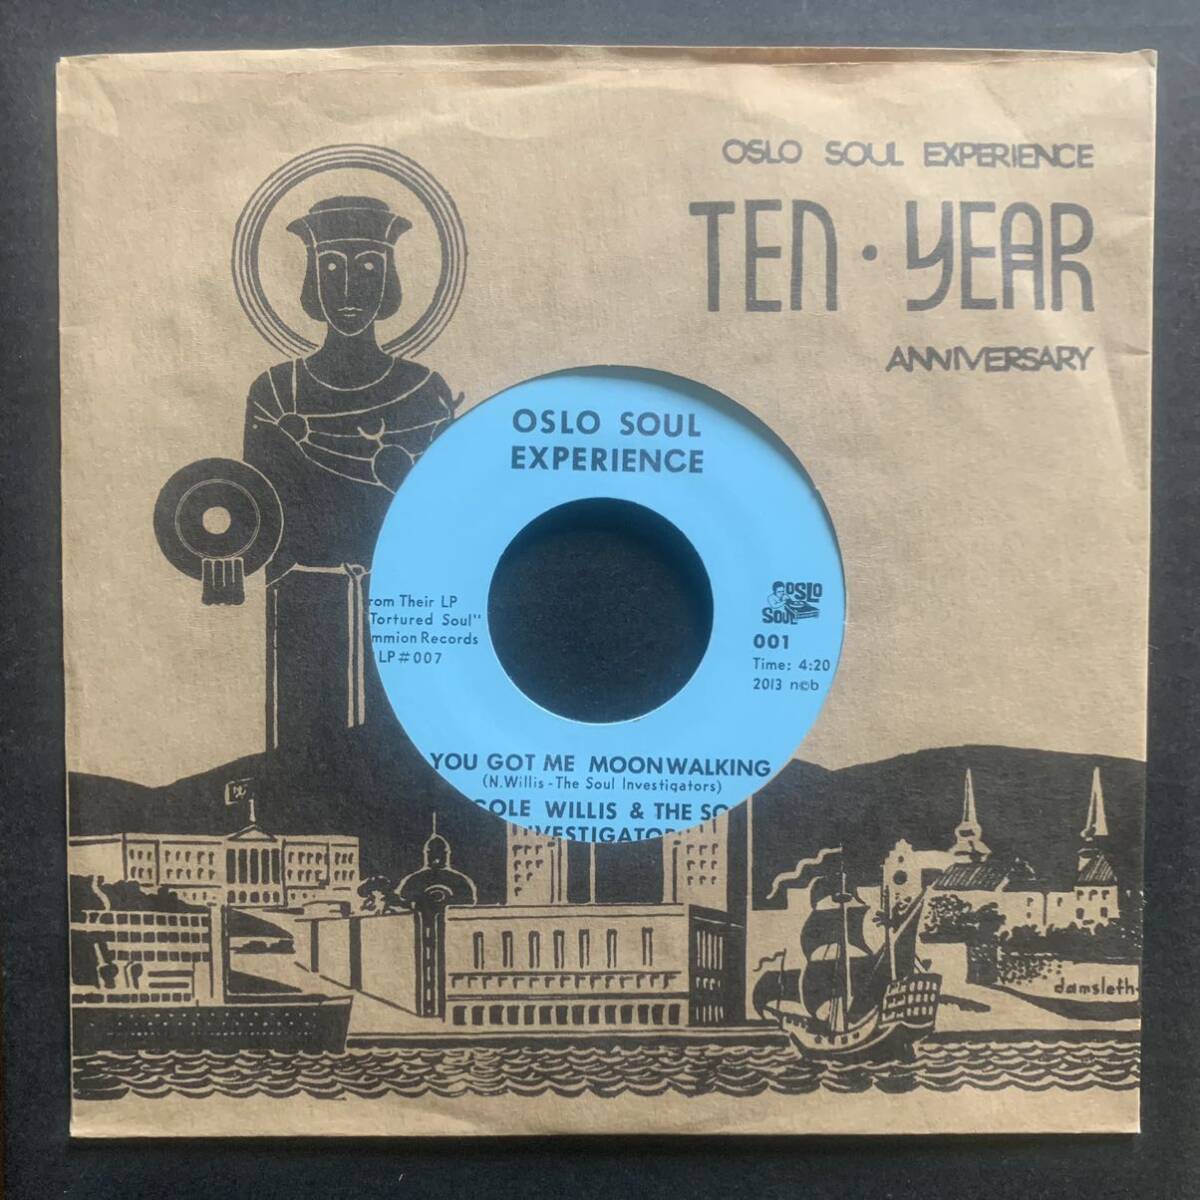 OSLO SOUL EXPERIENCE
TEN · YEAR
ANNIVERSARY
OSLO SOUL
EXPERIENCE
rom Their LP
Tortured Soul"
mmion Records
LP#007
OSLO
SOUL
001
Time: 4:20
2013 n©b
YOU GOT ME MOONWALKING
(N.Willis-The Soul Investigators)
COLE WILLIS & THE SO
VESTIGATOR
damsleth